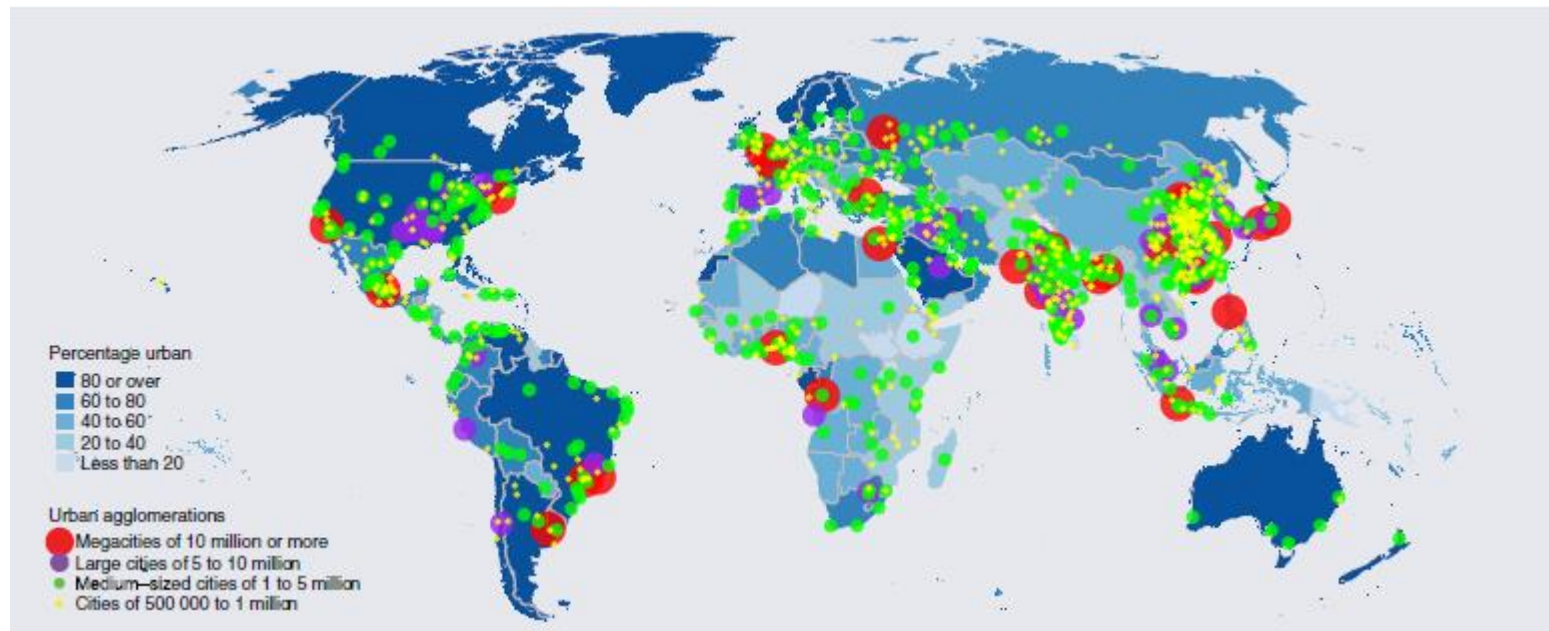 Percentage urban
80 or over
60 to 80
40 to 60
20 to 40
Less than 20
Urban agglomerations
Megacities of 10 million or more
Large cities of 5 to 10 million
Medium-sized cities of 1 to 5 million
Cities of 500 000 to 1 million